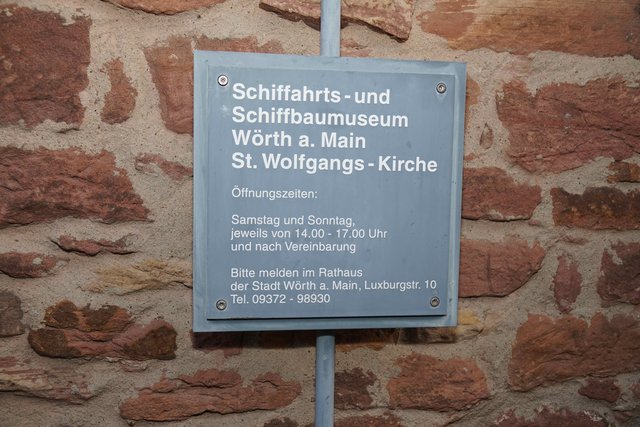 Schiffahrts-und
Schiffbaumuseum
Wörth a. Main
St. Wolfgangs-Kirche
Öffnungszeiten:
Samstag und Sonntag,
jeweils von 14.00 - 17.00 Uhr
und nach Vereinbarung
Bitte melden im Rathaus
der Stadt Wörth a. Main, Luxburgstr. 10
Tel. 09372 - 98930